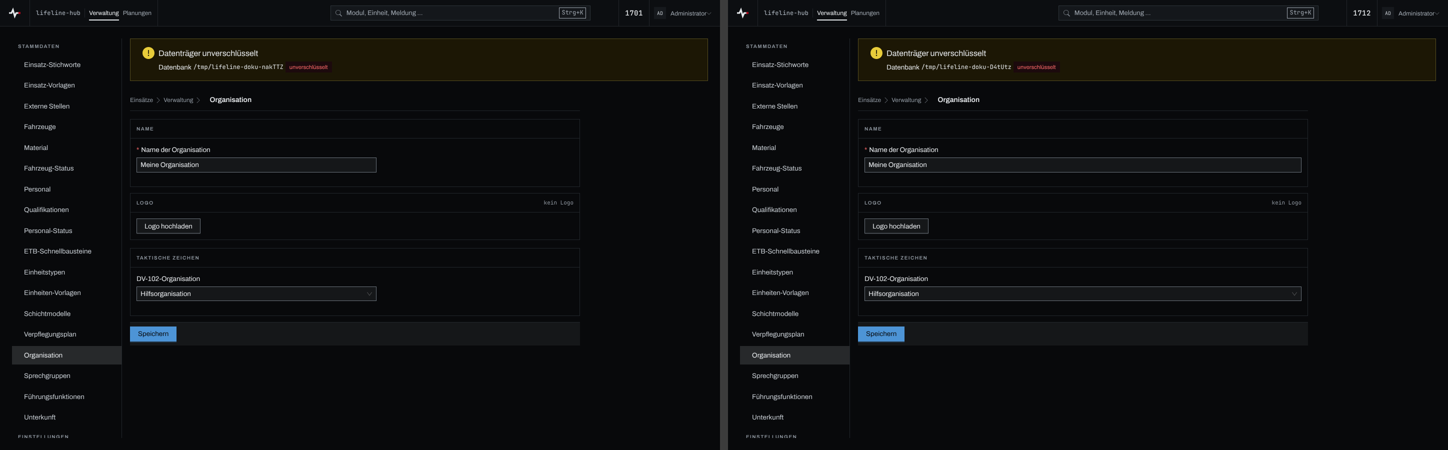 lifeline-hub Verwaltung Planungen Modul, Einheit, Meldung ... Strg+K 1701 AD Administrator
STAMMDATEN
Einsatz-Stichworte
Einsatz-Vorlagen
Externe Stellen
Fahrzeuge
Material
Fahrzeug-Status
Personal
Qualifikationen
Personal-Status
ETB-Schnellbausteine
Einheitstypen
Einheiten-Vorlagen
Schichtmodelle
Verpflegungsplan
Organisation
Sprechgruppen
Führungsfunktionen
Unterkunft
EINSTELLUNGEN
! Datenträger unverschlüsselt
Datenbank /tmp/lifeline-doku-nakTTZ unverschlüsselt
Einsätze > Verwaltung > Organisation
NAME
* Name der Organisation
Meine Organisation
LOGO kein Logo
Logo hochladen
TAKTISCHE ZEICHEN
DV-102-Organisation
Hilfsorganisation
Speichern
lifeline-hub Verwaltung Planungen Modul, Einheit, Meldung ... Strg+K 1712 AD Administrator
STAMMDATEN
Einsatz-Stichworte
Einsatz-Vorlagen
Externe Stellen
Fahrzeuge
Material
Fahrzeug-Status
Personal
Qualifikationen
Personal-Status
ETB-Schnellbausteine
Einheitstypen
Einheiten-Vorlagen
Schichtmodelle
Verpflegungsplan
Organisation
Sprechgruppen
Führungsfunktionen
Unterkunft
EINSTELLUNGEN
! Datenträger unverschlüsselt
Datenbank /tmp/lifeline-doku-O4tUtz unverschlüsselt
Einsätze > Verwaltung > Organisation
NAME
* Name der Organisation
Meine Organisation
LOGO kein Logo
Logo hochladen
TAKTISCHE ZEICHEN
DV-102-Organisation
Hilfsorganisation
Speichern